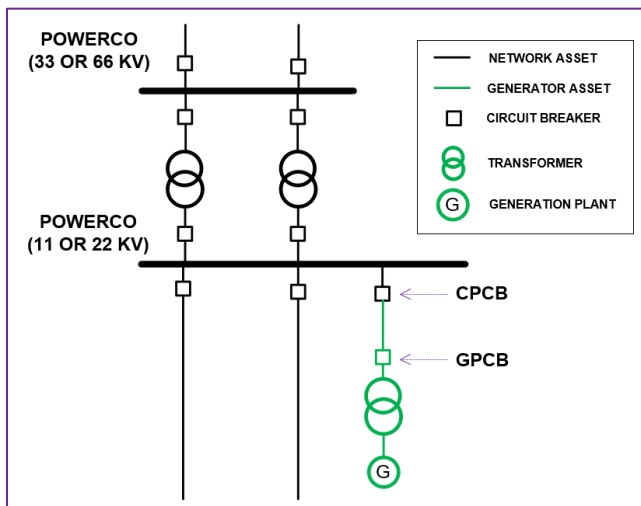 POWERCO
(33 OR 66 KV)
NETWORK ASSET
GENERATOR ASSET
CIRCUIT BREAKER
TRANSFORMER
G
GENERATION PLANT
POWERCO
(11 OR 22 KV)
CPCB
GPCB
G